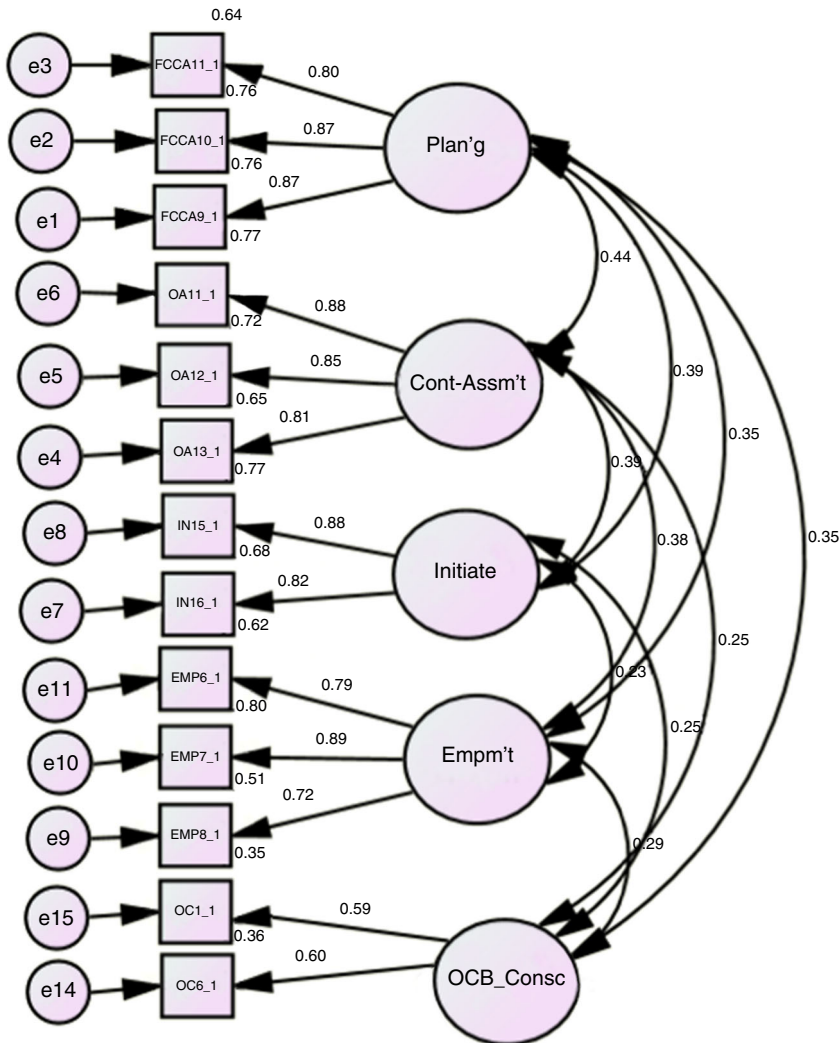 0.64
e3
FCCA11_1
0.80
0.76
e2
FCCA10_1
0.87
Plan'g
0.76
e1
FCCA9_1
0.87
0.77
0.44
e6
OA11_1
0.88
0.72
e5
OA12_1
0.85
Cont-Assm't
0.39
0.65
e4
OA13_1
0.81
0.35
0.77
0.39
e8
IN15_1
0.88
0.68
0.38
0.35
e7
IN16_1
0.82
Initiate
0.62
0.25
e11
EMP6_1
0.79
0.23
0.80
e10
EMP7_1
0.89
Empm't
0.25
0.51
e9
EMP8_1
0.72
0.29
0.35
e15
OC1_1
0.59
0.36
e14
OC6_1
0.60
OCB_Consc